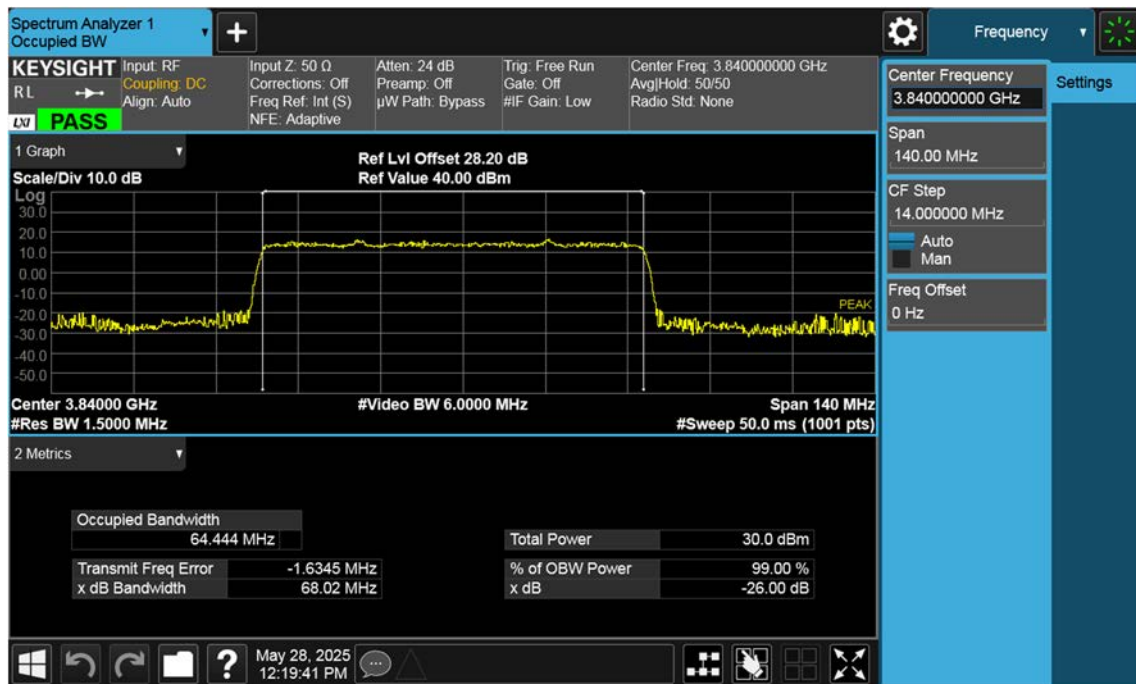 Spectrum Analyzer 1
Occupied BW
+
Frequency
KEYSIGHT
RL
LXI PASS
Input: RF
Coupling: DC
Align: Auto
Input Z: 50 Ω
Corrections: Off
Freq Ref: Int (S)
NFE: Adaptive
Atten: 24 dB
Preamp: Off
µW Path: Bypass
Trig: Free Run
Gate: Off
#IF Gain: Low
Center Freq: 3.840000000 GHz
Avg|Hold: 50/50
Radio Std: None
Center Frequency
3.840000000 GHz
Settings
Span
140.00 MHz
CF Step
14.000000 MHz
Auto
Man
Freq Offset
0 Hz
1 Graph
Scale/Div 10.0 dB
Ref Lvl Offset 28.20 dB
Ref Value 40.00 dBm
Log
30.0
20.0
10.0
0.00
-10.0
-20.0
-30.0
-40.0
-50.0
PEAK
Center 3.84000 GHz
#Video BW 6.0000 MHz
Span 140 MHz
#Res BW 1.5000 MHz
#Sweep 50.0 ms (1001 pts)
2 Metrics
Occupied Bandwidth
64.444 MHz
Total Power 30.0 dBm
Transmit Freq Error -1.6345 MHz
% of OBW Power 99.00 %
x dB Bandwidth 68.02 MHz
x dB -26.00 dB
?
May 28, 2025
12:19:41 PM